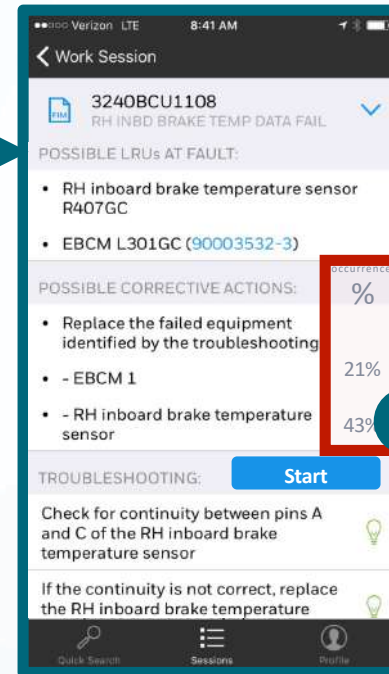 Verizon LTE 8:41 AM
Work Session
FIM
3240BCU1108
RH INBD BRAKE TEMP DATA FAIL
POSSIBLE LRUs AT FAULT:
• RH inboard brake temperature sensor
R407GC
• EBCM L301GC (90003532-3)
occurrence
POSSIBLE CORRECTIVE ACTIONS:
%
• Replace the failed equipment
identified by the troubleshooting
• - EBCM 1
21%
• - RH inboard brake temperature
sensor
43%
TROUBLESHOOTING:
Start
Check for continuity between pins A
and C of the RH inboard brake
temperature sensor
If the continuity is not correct, replace
the RH inboard brake temperature
Quick Search Sessions Profile